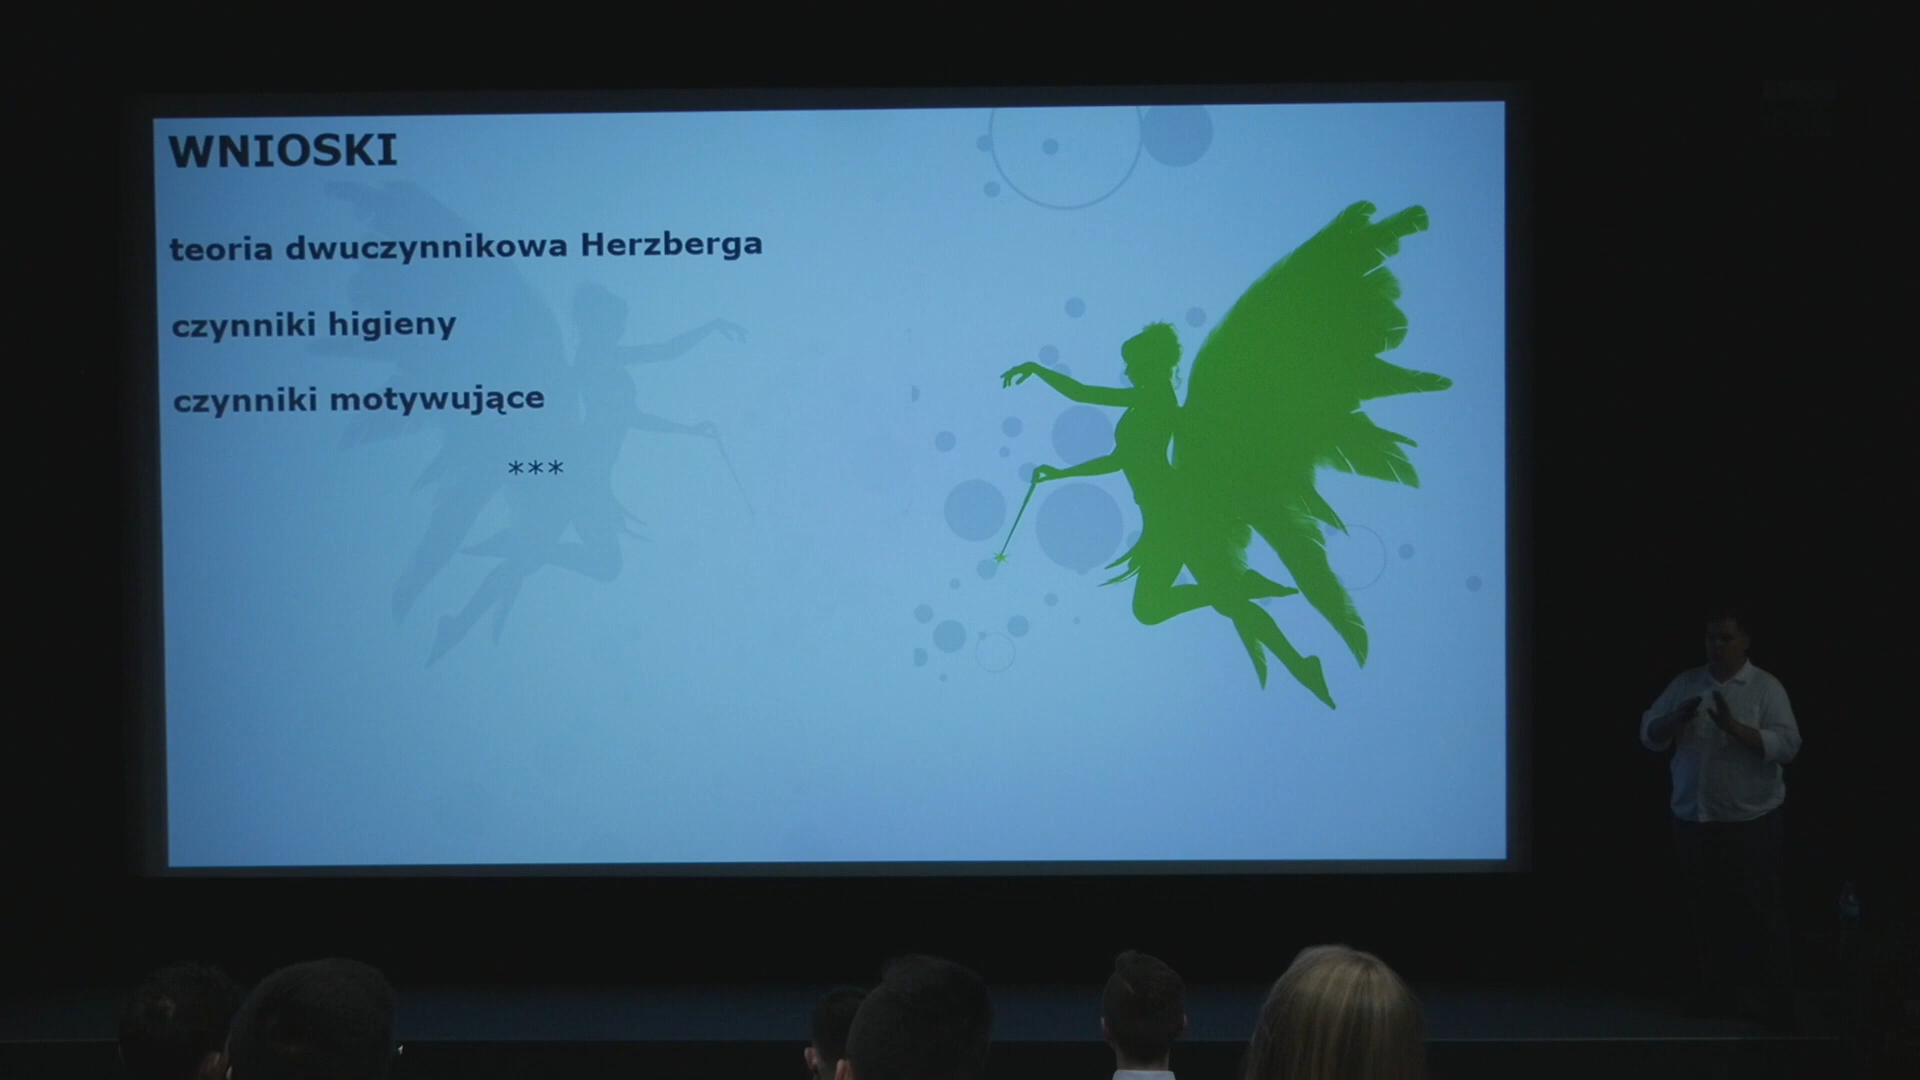 WNIOSKI
teoria dwuczynnikowa Herzberga
czynniki higieny
czynniki motywujące
***